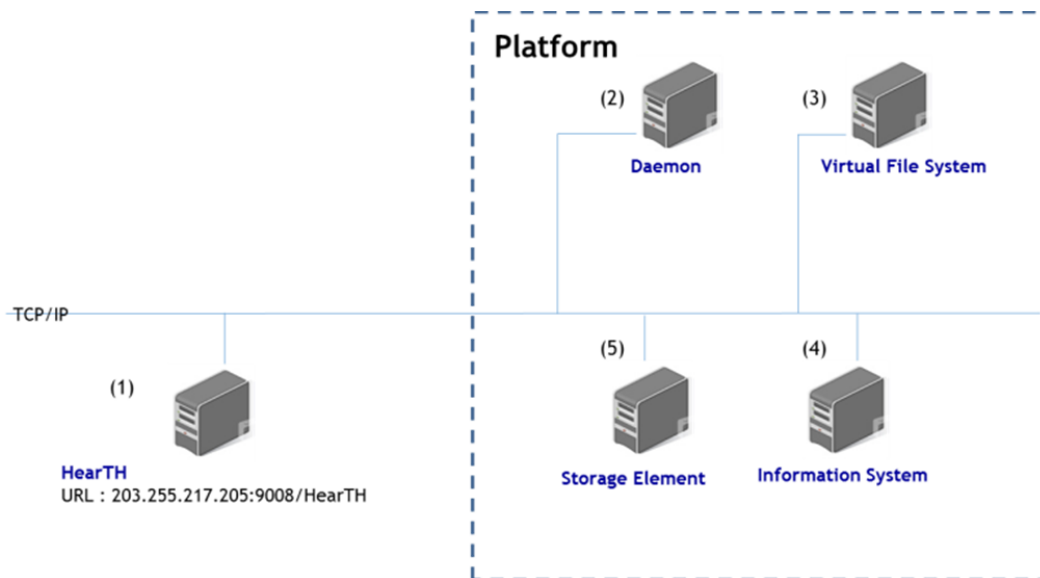 Platform
(2)
Daemon
(3)
Virtual File System
TCP/IP
(1)
HearTH
URL : 203.255.217.205:9008/HearTH
(5)
Storage Element
(4)
Information System